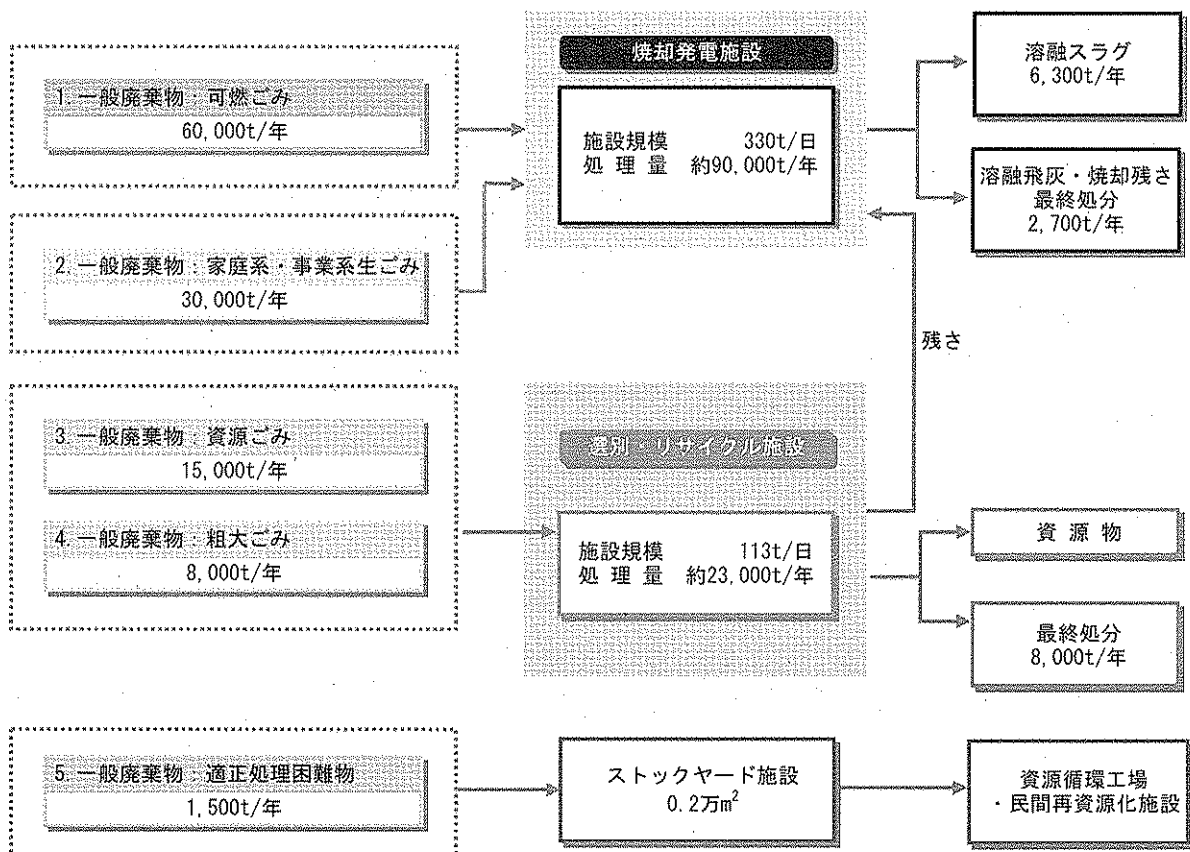 1. 一般廃棄物：可燃ごみ
60,000t/年
2. 一般廃棄物：家庭系・事業系生ごみ
30,000t/年
焼却発電施設
施設規模 330t/日
処理量 約90,000t/年
溶融スラグ
6,300t/年
溶融飛灰・焼却残さ
最終処分
2,700t/年
残さ
3. 一般廃棄物：資源ごみ
15,000t/年
4. 一般廃棄物：粗大ごみ
8,000t/年
選別・リサイクル施設
施設規模 113t/日
処理量 約23,000t/年
資源物
最終処分
8,000t/年
5. 一般廃棄物：適正処理困難物
1,500t/年
ストックヤード施設
0.2万m²
資源循環工場
・民間再資源化施設